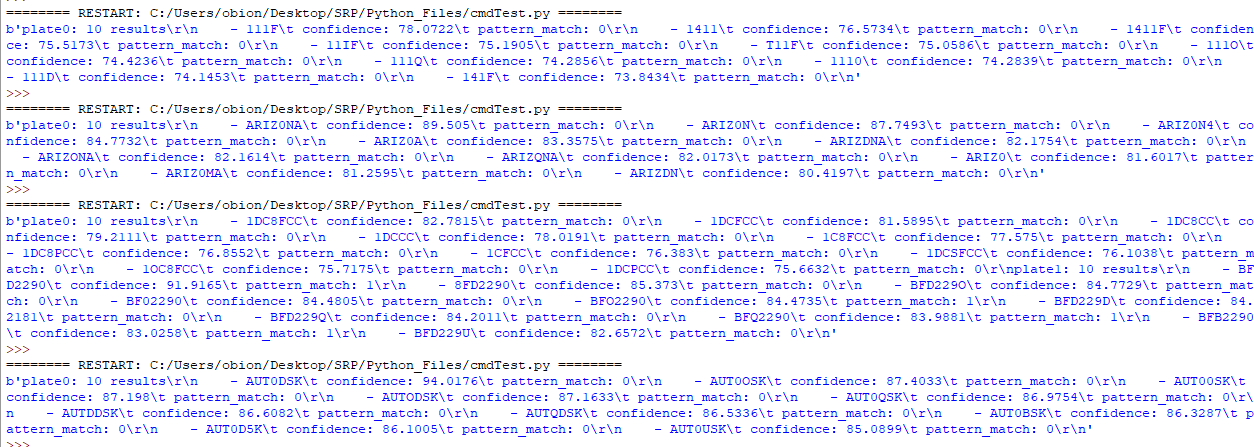 ======== RESTART: C:/Users/obion/Desktop/SRP/Python_Files/cmdTest.py ========
b'plate0: 10 results\r\n    - 111F\t confidence: 78.0722\t pattern_match: 0\r\n    - 1411\t confidence: 76.5734\t pattern_match: 0\r\n    - 1411F\t confiden
ce: 75.5173\t pattern_match: 0\r\n    - 11IF\t confidence: 75.1905\t pattern_match: 0\r\n    - T11F\t confidence: 75.0586\t pattern_match: 0\r\n    - 111O\t
confidence: 74.4236\t pattern_match: 0\r\n    - 111Q\t confidence: 74.2856\t pattern_match: 0\r\n    - 1110\t confidence: 74.2839\t pattern_match: 0\r\n
- 111D\t confidence: 74.1453\t pattern_match: 0\r\n    - 141F\t confidence: 73.8434\t pattern_match: 0\r\n'
>>>
======== RESTART: C:/Users/obion/Desktop/SRP/Python_Files/cmdTest.py ========
b'plate0: 10 results\r\n    - ARIZ0NA\t confidence: 89.505\t pattern_match: 0\r\n    - ARIZ0N\t confidence: 87.7493\t pattern_match: 0\r\n    - ARIZ0N4\t co
nfidence: 84.7732\t pattern_match: 0\r\n    - ARIZ0A\t confidence: 83.3575\t pattern_match: 0\r\n    - ARIZDNA\t confidence: 82.1754\t pattern_match: 0\r\n
- ARIZONA\t confidence: 82.1614\t pattern_match: 0\r\n    - ARIZQNA\t confidence: 82.0173\t pattern_match: 0\r\n    - ARIZ0\t confidence: 81.6017\t patter
n_match: 0\r\n    - ARIZ0MA\t confidence: 81.2595\t pattern_match: 0\r\n    - ARIZDN\t confidence: 80.4197\t pattern_match: 0\r\n'
>>>
======== RESTART: C:/Users/obion/Desktop/SRP/Python_Files/cmdTest.py ========
b'plate0: 10 results\r\n    - 1DC8FCC\t confidence: 82.7815\t pattern_match: 0\r\n    - 1DCFCC\t confidence: 81.5895\t pattern_match: 0\r\n    - 1DC8CC\t co
nfidence: 79.2111\t pattern_match: 0\r\n    - 1DCCC\t confidence: 78.0191\t pattern_match: 0\r\n    - 1C8FCC\t confidence: 77.575\t pattern_match: 0\r\n
- 1DC8PCC\t confidence: 76.8552\t pattern_match: 0\r\n    - 1CFCC\t confidence: 76.383\t pattern_match: 0\r\n    - 1DCSFCC\t confidence: 76.1038\t pattern_m
atch: 0\r\n    - 1OC8FCC\t confidence: 75.7175\t pattern_match: 0\r\n    - 1DCPCC\t confidence: 75.6632\t pattern_match: 0\r\nplate1: 10 results\r\n    - BF
D2290\t confidence: 91.9165\t pattern_match: 1\r\n    - 8FD2290\t confidence: 85.373\t pattern_match: 0\r\n    - BFD229O\t confidence: 84.7729\t pattern_mat
ch: 0\r\n    - BF02290\t confidence: 84.4805\t pattern_match: 0\r\n    - BFO2290\t confidence: 84.4735\t pattern_match: 1\r\n    - BFD229D\t confidence: 84.
2181\t pattern_match: 0\r\n    - BFD229Q\t confidence: 84.2011\t pattern_match: 0\r\n    - BFQ2290\t confidence: 83.9881\t pattern_match: 1\r\n    - BFB2290
\t confidence: 83.0258\t pattern_match: 1\r\n    - BFD229U\t confidence: 82.6572\t pattern_match: 0\r\n'
>>>
======== RESTART: C:/Users/obion/Desktop/SRP/Python_Files/cmdTest.py ========
b'plate0: 10 results\r\n    - AUT0DSK\t confidence: 94.0176\t pattern_match: 0\r\n    - AUT0OSK\t confidence: 87.4033\t pattern_match: 0\r\n    - AUT00SK\t
confidence: 87.198\t pattern_match: 0\r\n    - AUTODSK\t confidence: 87.1633\t pattern_match: 0\r\n    - AUT0QSK\t confidence: 86.9754\t pattern_match: 0\r\
n    - AUTDDSK\t confidence: 86.6082\t pattern_match: 0\r\n    - AUTQDSK\t confidence: 86.5336\t pattern_match: 0\r\n    - AUT0BSK\t confidence: 86.3287\t p
attern_match: 0\r\n    - AUT0D5K\t confidence: 86.1005\t pattern_match: 0\r\n    - AUT0USK\t confidence: 85.0899\t pattern_match: 0\r\n'
>>>